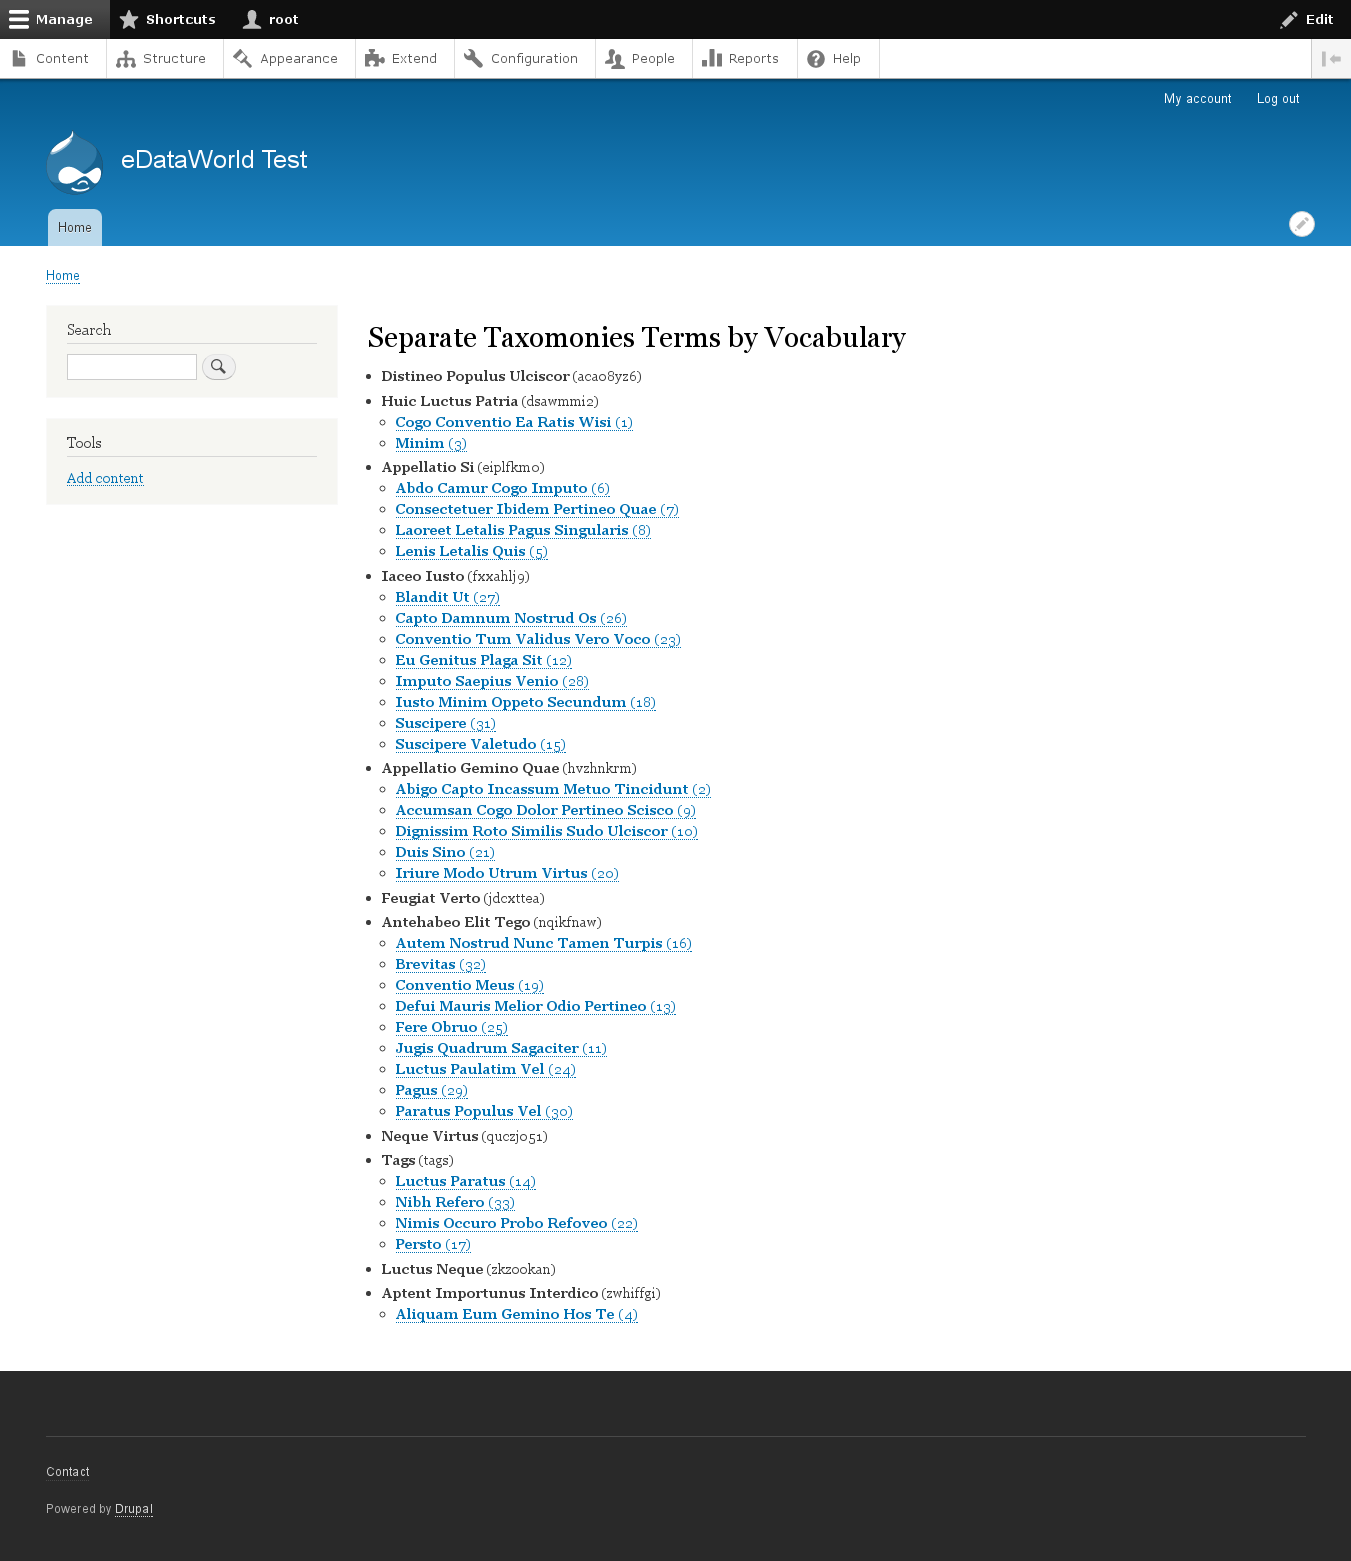 Manage Shortcuts root Edit
Content Structure Appearance Extend Configuration People Reports Help
My account Log out
eDataWorld Test
Home
Home
Search
Tools
Add content
Separate Taxomonies Terms by Vocabulary
Distineo Populus Ulciscor (aca08yz6)
Huic Luctus Patria (dsawmmi2)
Cogo Conventio Ea Ratis Wisi (1)
Minim (3)
Appellatio Si (eiplfkm0)
Abdo Camur Cogo Imputo (6)
Consectetuer Ibidem Pertineo Quae (7)
Laoreet Letalis Pagus Singularis (8)
Lenis Letalis Quis (5)
Iaceo Iusto (fxxahlj9)
Blandit Ut (27)
Capto Damnum Nostrud Os (26)
Conventio Tum Validus Vero Voco (23)
Eu Genitus Plaga Sit (12)
Imputo Saepius Venio (28)
Iusto Minim Oppeto Secundum (18)
Suscipere (31)
Suscipere Valetudo (15)
Appellatio Gemino Quae (hvzhnkrm)
Abigo Capto Incassum Metuo Tincidunt (2)
Accumsan Cogo Dolor Pertineo Scisco (9)
Dignissim Roto Similis Sudo Ulciscor (10)
Duis Sino (21)
Iriure Modo Utrum Virtus (20)
Feugiat Verto (jdcxttea)
Antehabeo Elit Tego (nqikfnaw)
Autem Nostrud Nunc Tamen Turpis (16)
Brevitas (32)
Conventio Meus (19)
Defui Mauris Melior Odio Pertineo (13)
Fere Obruo (25)
Jugis Quadrum Sagaciter (11)
Luctus Paulatim Vel (24)
Pagus (29)
Paratus Populus Vel (30)
Neque Virtus (quczjo51)
Tags (tags)
Luctus Paratus (14)
Nibh Refero (33)
Nimis Occuro Probo Refoveo (22)
Persto (17)
Luctus Neque (zkzookan)
Aptent Importunus Interdico (zwhiffgi)
Aliquam Eum Gemino Hos Te (4)
Contact
Powered by Drupal